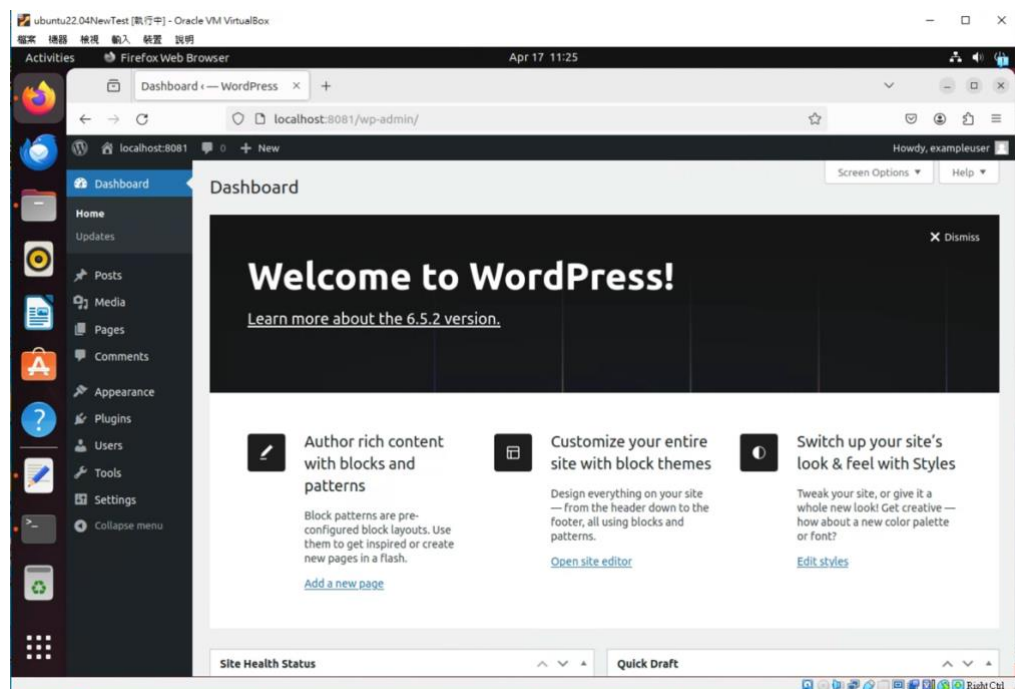 ubuntu22.04NewTest [執行中] - Oracle VM VirtualBox
檔案 機器 檢視 輸入 裝置 說明
Activities Firefox Web Browser Apr 17 11:25
Dashboard ‹ — WordPress × +
localhost:8081/wp-admin/
localhost:8081 0 + New Howdy, exampleuser
Dashboard
Home
Updates
Posts
Media
Pages
Comments
Appearance
Plugins
Users
Tools
Settings
Collapse menu
Screen Options ▼ Help ▼
Dashboard
Dismiss
Welcome to WordPress!
Learn more about the 6.5.2 version.
Author rich content
with blocks and
patterns
Block patterns are pre-
configured block layouts. Use
them to get inspired or create
new pages in a flash.
Add a new page
Customize your entire
site with block themes
Design everything on your site
— from the header down to the
footer, all using blocks and
patterns.
Open site editor
Switch up your site’s
look & feel with Styles
Tweak your site, or give it a
whole new look! Get creative —
how about a new color palette
or font?
Edit styles
Site Health Status
Quick Draft
Right Ctrl